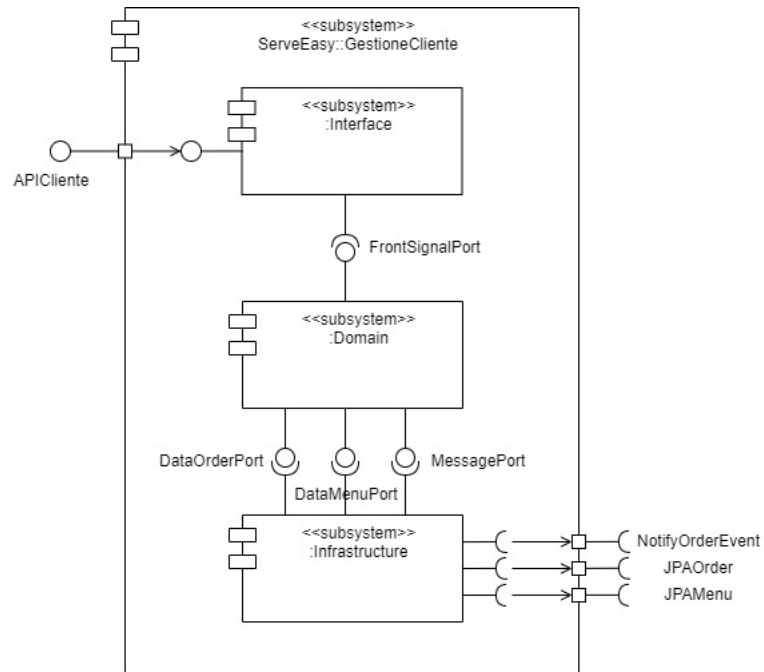 <<subsystem>>
ServeEasy::GestioneCliente
<<subsystem>>
:Interface
APICliente
FrontSignalPort
<<subsystem>>
:Domain
DataOrderPort
MessagePort
DataMenuPort
<<subsystem>>
:Infrastructure
NotifyOrderEvent
JPAOrder
JPAMenu